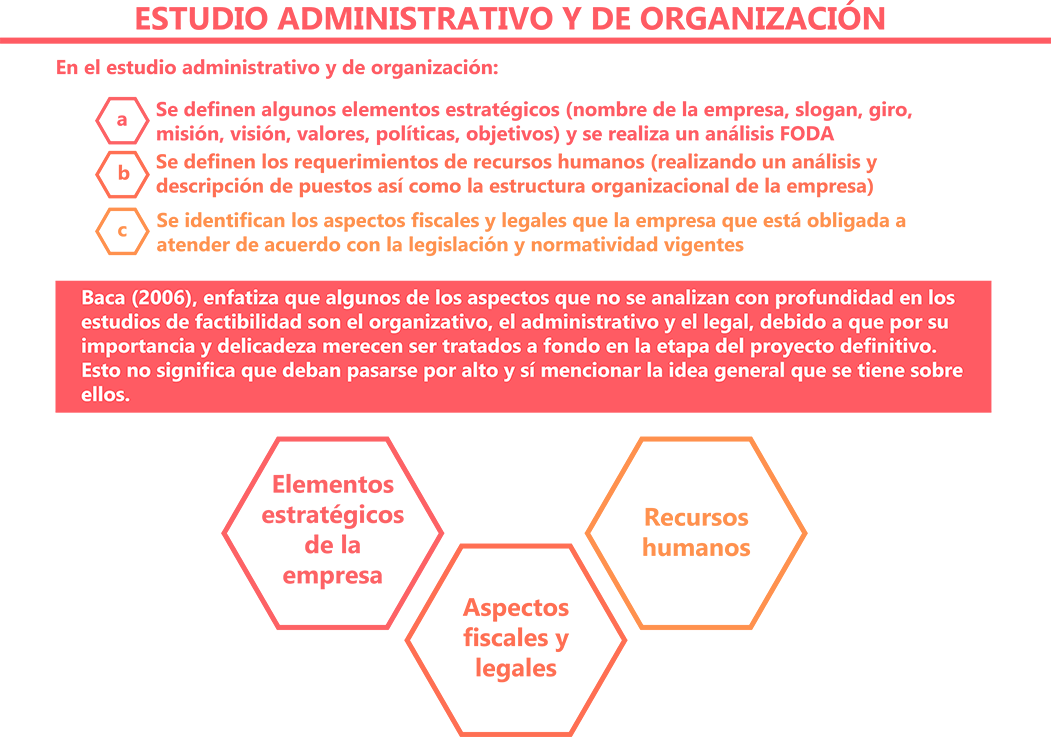 ESTUDIO ADMINISTRATIVO Y DE ORGANIZACIÓN
En el estudio administrativo y de organización:
a
Se definen algunos elementos estratégicos (nombre de la empresa, slogan, giro,
misión, visión, valores, políticas, objetivos) y se realiza un análisis FODA
b
Se definen los requerimientos de recursos humanos (realizando un análisis y
descripción de puestos así como la estructura organizacional de la empresa)
c
Se identifican los aspectos fiscales y legales que la empresa que está obligada a
atender de acuerdo con la legislación y normatividad vigentes
Baca (2006), enfatiza que algunos de los aspectos que no se analizan con profundidad en los
estudios de factibilidad son el organizativo, el administrativo y el legal, debido a que por su
importancia y delicadeza merecen ser tratados a fondo en la etapa del proyecto definitivo.
Esto no significa que deban pasarse por alto y sí mencionar la idea general que se tiene sobre
ellos.
Elementos
estratégicos
de la
empresa
Aspectos
fiscales y
legales
Recursos
humanos